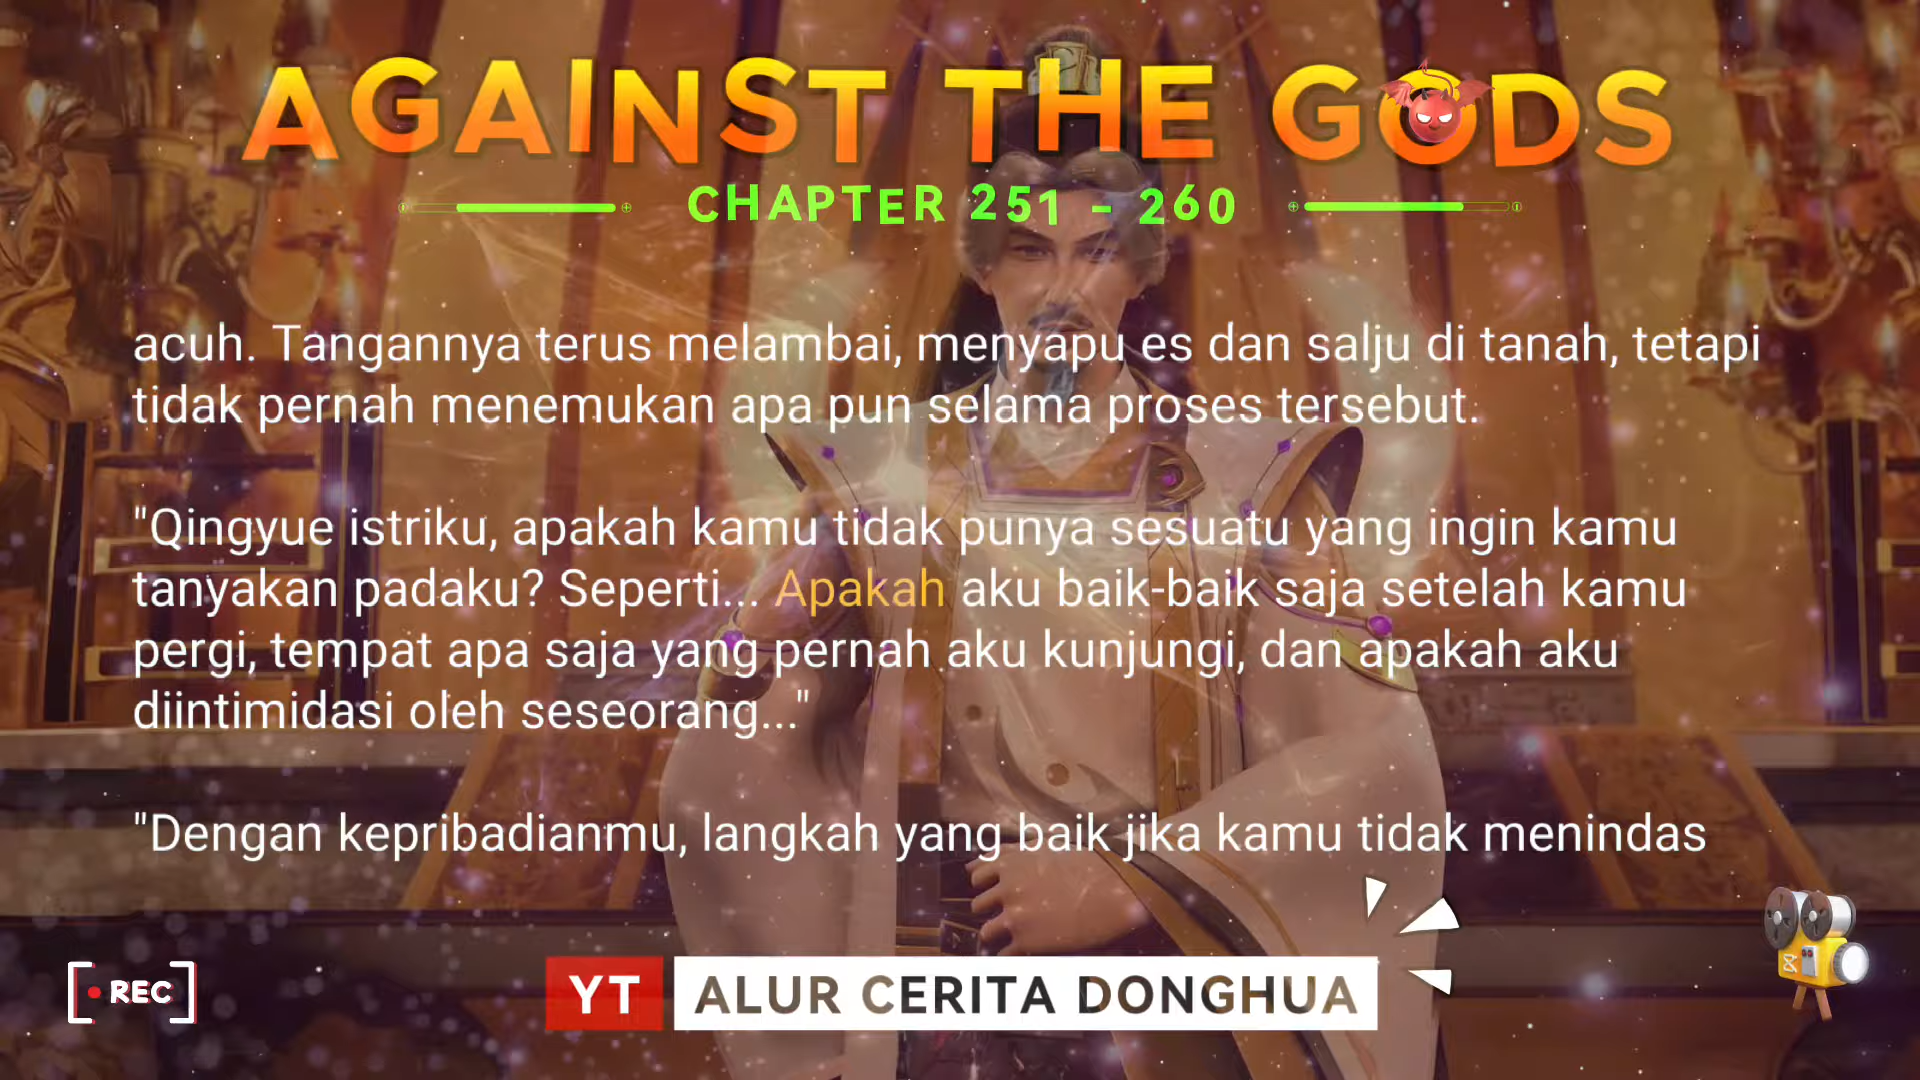 AGAINST THE GODS
CHAPTER 251 - 260
acuh. Tangannya terus melambai, menyapu es dan salju di tanah, tetapi
tidak pernah menemukan apa pun selama proses tersebut.
"Qingyue istriku, apakah kamu tidak punya sesuatu yang ingin kamu
tanyakan padaku? Seperti... Apakah aku baik-baik saja setelah kamu
pergi, tempat apa saja yang pernah aku kunjungi, dan apakah aku
diintimidasi oleh seseorang..."
"Dengan kepribadianmu, langkah yang baik jika kamu tidak menindas
REC
YT ALUR CERITA DONGHUA